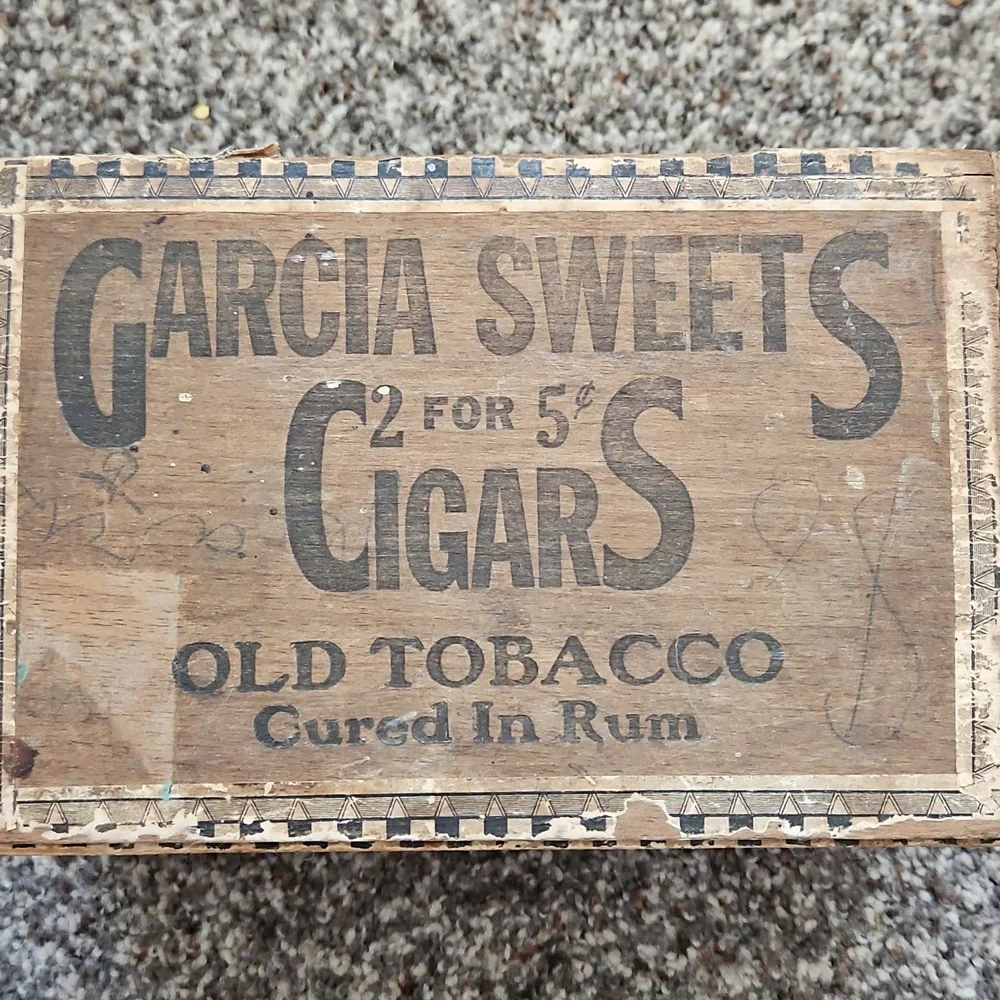 GARCIA SWEETS
2 FOR 5¢
CIGARS
OLD TOBACCO
Cured In Rum